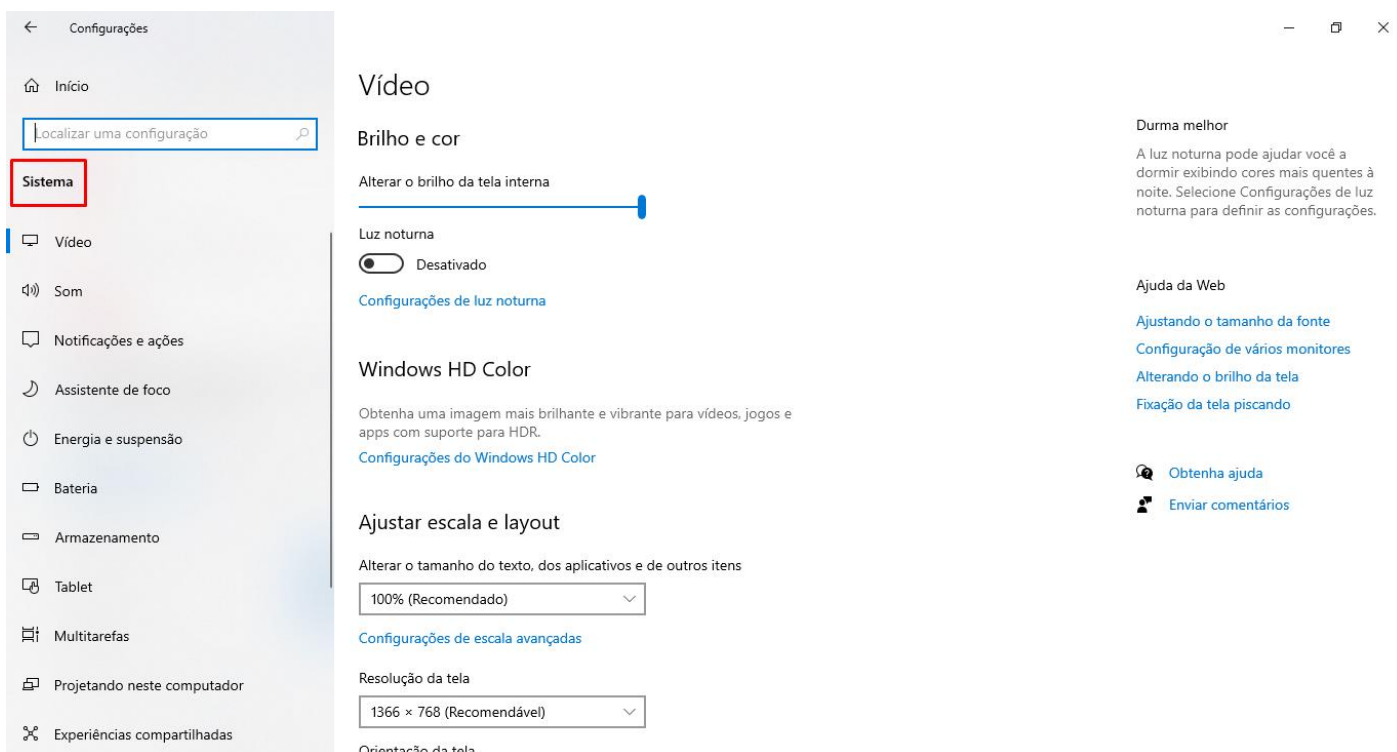 Configurações
Início
Localizar uma configuração
Sistema
Vídeo
Som
Notificações e ações
Assistente de foco
Energia e suspensão
Bateria
Armazenamento
Tablet
Multitarefas
Projetando neste computador
Experiências compartilhadas
Vídeo
Brilho e cor
Alterar o brilho da tela interna
Luz noturna
Desativado
Configurações de luz noturna
Windows HD Color
Obtenha uma imagem mais brilhante e vibrante para vídeos, jogos e
apps com suporte para HDR.
Configurações do Windows HD Color
Ajustar escala e layout
Alterar o tamanho do texto, dos aplicativos e de outros itens
100% (Recomendado)
Configurações de escala avançadas
Resolução da tela
1366 × 768 (Recomendável)
Orientação da tela
Durma melhor
A luz noturna pode ajudar você a
dormir exibindo cores mais quentes à
noite. Selecione Configurações de luz
noturna para definir as configurações.
Ajuda da Web
Ajustando o tamanho da fonte
Configuração de vários monitores
Alterando o brilho da tela
Fixação da tela piscando
Obtenha ajuda
Enviar comentários